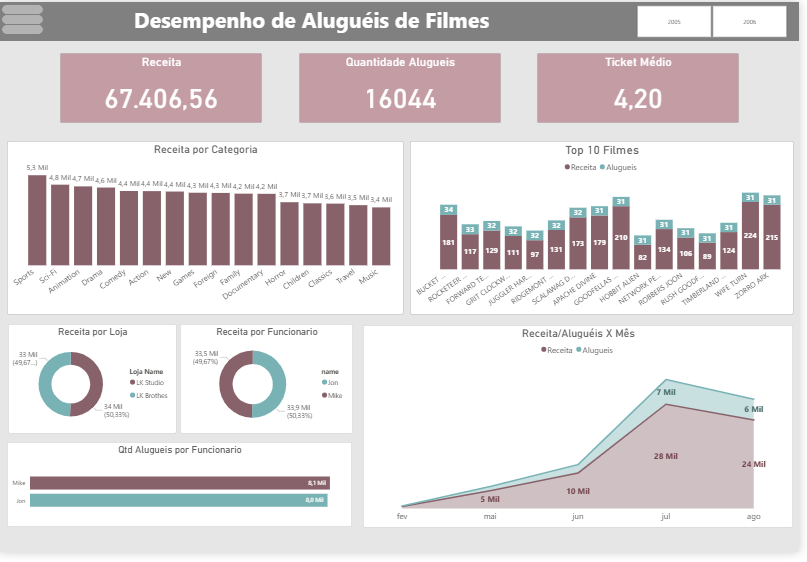 Desempenho de Aluguéis de Filmes
2005
2006
Receita
67.406,56
Quantidade Alugueis
16044
Ticket Médio
4,20
Receita por Categoria
5,3 Mil
4,8 Mil
4,7 Mil
4,6 Mil
4,4 Mil
4,4 Mil
4,4 Mil
4,3 Mil
4,3 Mil
4,2 Mil
4,2 Mil
3,7 Mil
3,7 Mil
3,6 Mil
3,5 Mil
3,4 Mil
Sports
Sci-Fi
Animation
Drama
Comedy
Action
New
Games
Foreign
Family
Documentary
Horror
Children
Classics
Travel
Music
Top 10 Filmes
Receita Alugueis
34 33 32 32 32 32 32 31 31 31 31 31 31 31 31 31
181 117 129 111 97 131 173 179 210 82 134 106 89 124 224 215
BUCKET ...
ROCKETEER ...
FORWARD TE...
GRIT CLOCKW...
JUGGLER HAR...
RIDGEMONT ...
SCALAWAG D...
APACHE DIVINE
GOODFELLAS ...
HOBBIT ALIEN
NETWORK PE...
ROBBERS JOON
RUSH GOODF...
TIMBERLAND ...
WIFE TURN
ZORRO ARK
Receita por Loja
33 Mil
(49,67...)
34 Mil
(50,33%)
Loja Name
LK Studio
LK Brothes
Receita por Funcionario
33,5 Mil
(49,67%)
33,9 Mil
(50,33%)
name
Jon
Mike
Qtd Alugueis por Funcionario
Mike
8,1 Mil
Jon
8,0 Mil
Receita/Aluguéis X Mês
Receita Alugueis
5 Mil
10 Mil
7 Mil
28 Mil
6 Mil
24 Mil
fev
mai
jun
jul
ago